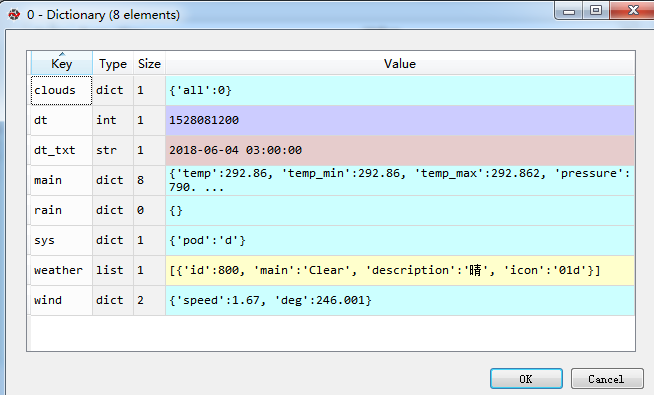 0 - Dictionary (8 elements)
Key Type Size Value
clouds dict 1 {'all':0}
dt int 1 1528081200
dt_txt str 1 2018-06-04 03:00:00
main dict 8 {'temp':292.86, 'temp_min':292.86, 'temp_max':292.862, 'pressure':
790. ...
rain dict 0 {}
sys dict 1 {'pod':'d'}
weather list 1 [{'id':800, 'main':'Clear', 'description':'晴', 'icon':'01d'}]
wind dict 2 {'speed':1.67, 'deg':246.001}
OK Cancel